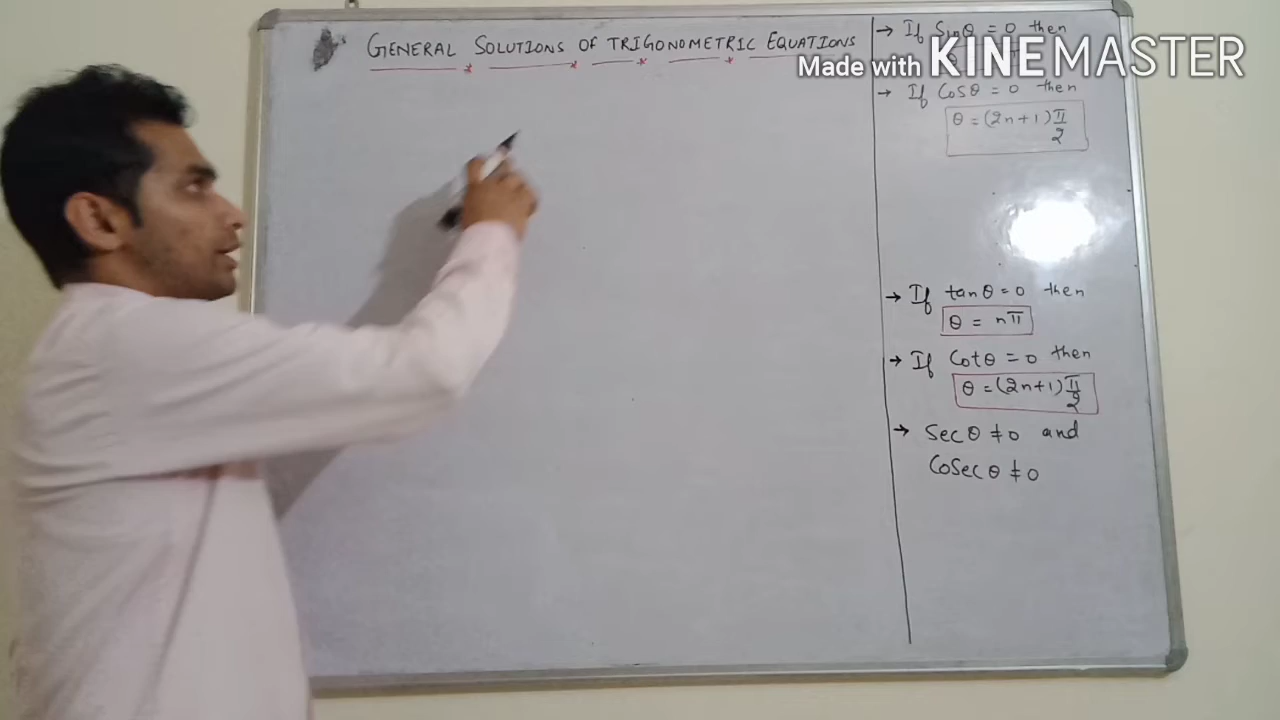 GENERAL SOLUTIONS OF TRIGONOMETRIC EQUATIONS
→ If Sinθ = 0 then
Made with KINEMASTER
→ If Cosθ = 0 then
θ = (2n+1)π/2
→ If tanθ = 0 then
θ = nπ
→ If Cotθ = 0 then
θ = (2n+1)π/2
→ Secθ ≠ 0 and
Cosecθ ≠ 0